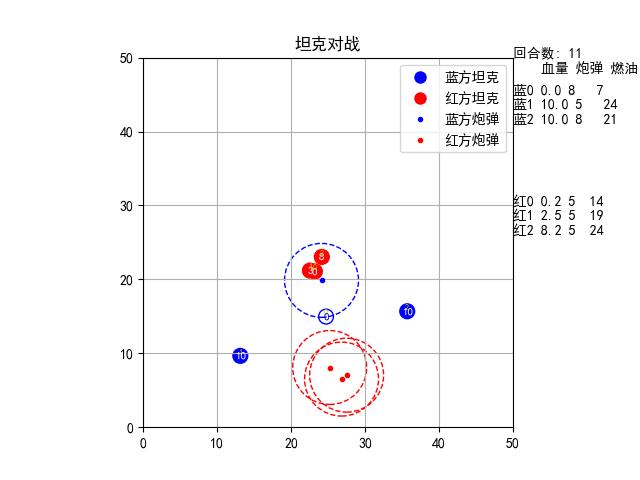 坦克对战
回合数: 11
血量 炮弹 燃油
蓝0 0.0 8 7
蓝1 10.0 5 24
蓝2 10.0 8 21
红0 0.2 5 14
红1 2.5 5 19
红2 8.2 5 24
蓝方坦克
红方坦克
蓝方炮弹
红方炮弹
50
40
30
20
10
0
8
0
10
10
0 10 20 30 40 50